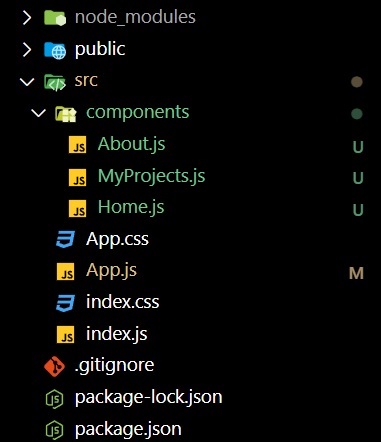 node_modules
public
src
components
JS About.js U
JS MyProjects.js U
JS Home.js U
App.css
JS App.js M
index.css
JS index.js
.gitignore
package-lock.json
package.json